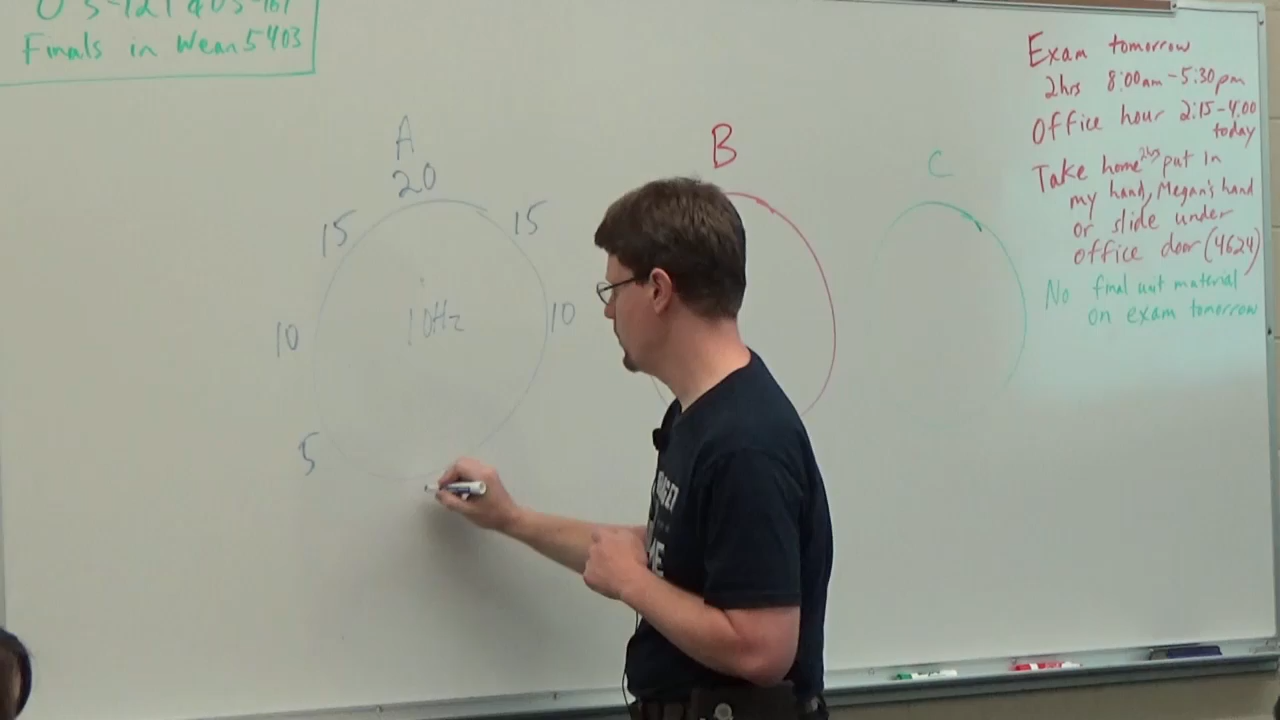 Finals in Wean 5403
A
20
15
15
10
10Hz
10
5
B
C
Exam tomorrow
2hrs 8:00am-5:30pm
Office hour 2:15-4:00
today
Take home 2hrs put in
my hand, Megan's hand
or slide under
office door (4624)
No final unit material
on exam tomorrow